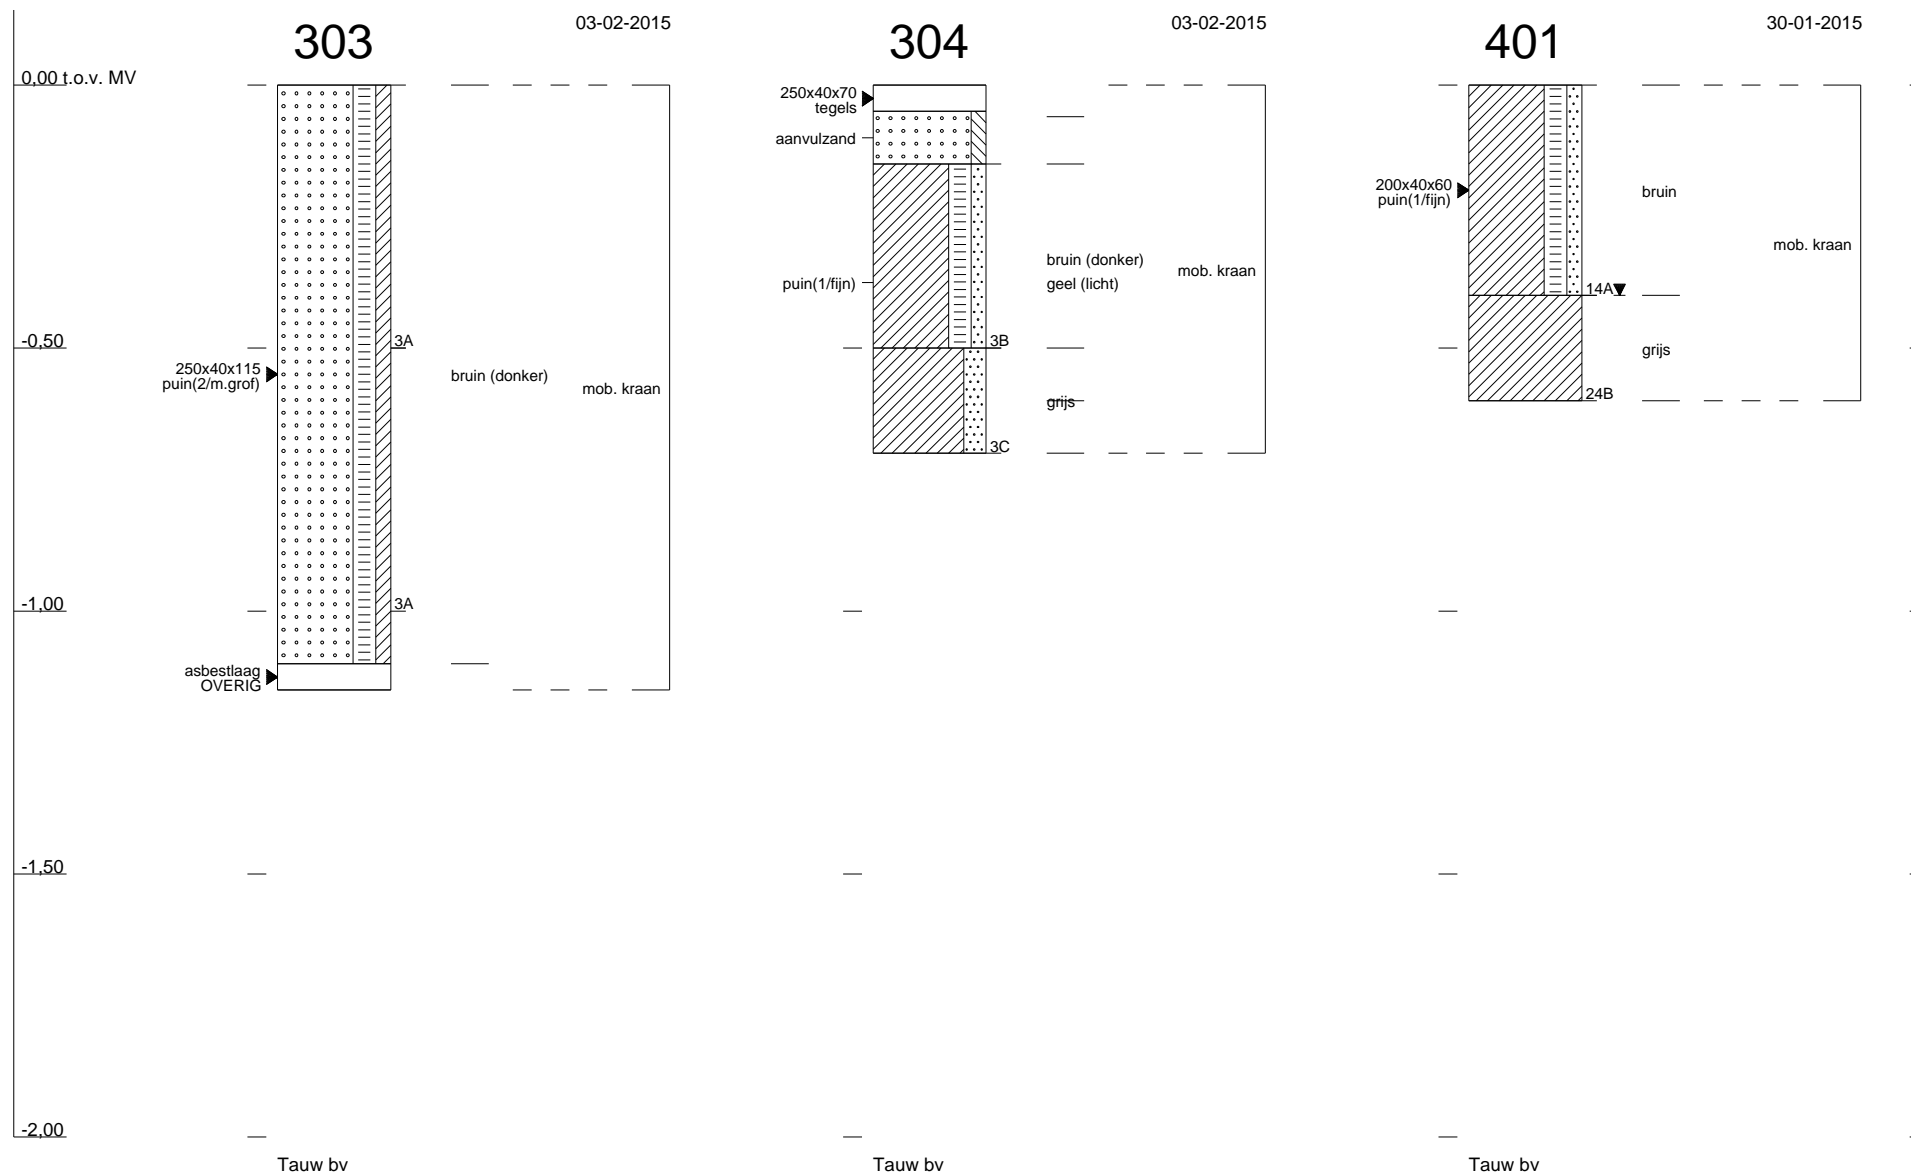 303
03-02-2015
304
03-02-2015
401
30-01-2015
0,00 t.o.v. MV
-0,50
-1,00
-1,50
-2,00
3A
250x40x115
puin(2/m.grof)
bruin (donker)
mob. kraan
3A
asbestlaag
OVERIG
Tauw bv
250x40x70
tegels
aanvulzand
puin(1/fijn)
bruin (donker)
geel (licht)
mob. kraan
3B
grijs
3C
Tauw bv
200x40x60
puin(1/fijn)
bruin
mob. kraan
14A
grijs
24B
Tauw bv